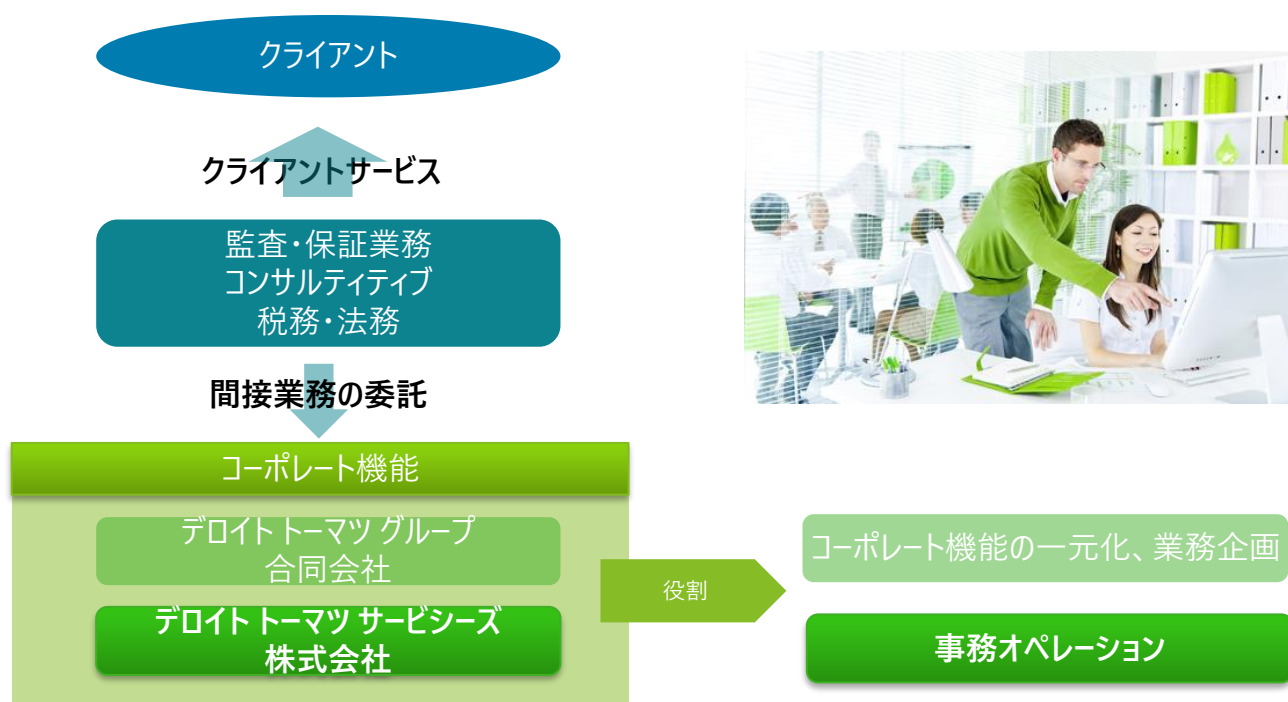 クライアント
クライアントサービス
監査・保証業務
コンサルティティブ
税務・法務
間接業務の委託
コーポレート機能
デロイト トーマツ グループ
合同会社
デロイト トーマツ サービシーズ
株式会社
役割
コーポレート機能の一元化、業務企画
事務オペレーション